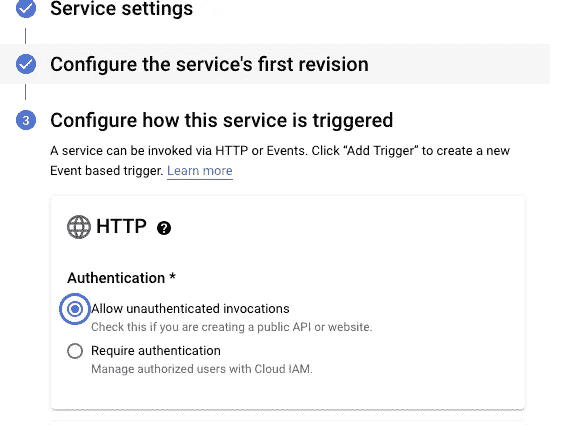 Service settings
Configure the service's first revision
3 Configure how this service is triggered
A service can be invoked via HTTP or Events. Click “Add Trigger” to create a new
Event based trigger. Learn more
HTTP ?
Authentication *
Allow unauthenticated invocations
Check this if you are creating a public API or website.
Require authentication
Manage authorized users with Cloud IAM.